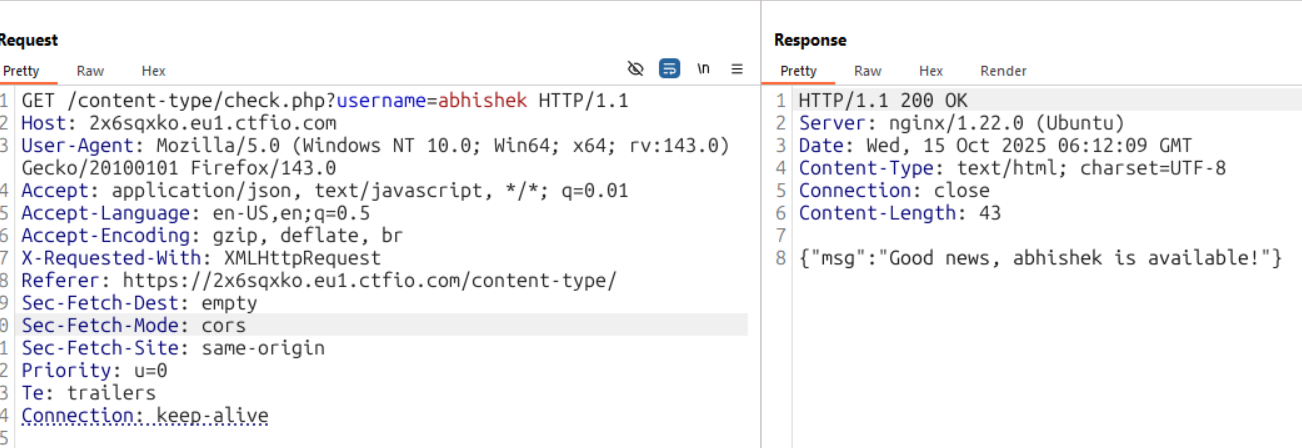 Request
Pretty Raw Hex \n
1 GET /content-type/check.php?username=abhishek HTTP/1.1
2 Host: 2x6sqxko.eu1.ctfio.com
3 User-Agent: Mozilla/5.0 (Windows NT 10.0; Win64; x64; rv:143.0)
Gecko/20100101 Firefox/143.0
4 Accept: application/json, text/javascript, */*; q=0.01
5 Accept-Language: en-US,en;q=0.5
6 Accept-Encoding: gzip, deflate, br
7 X-Requested-With: XMLHttpRequest
8 Referer: https://2x6sqxko.eu1.ctfio.com/content-type/
9 Sec-Fetch-Dest: empty
0 Sec-Fetch-Mode: cors
1 Sec-Fetch-Site: same-origin
2 Priority: u=0
3 Te: trailers
4 Connection: keep-alive
5
Response
Pretty Raw Hex Render
1 HTTP/1.1 200 OK
2 Server: nginx/1.22.0 (Ubuntu)
3 Date: Wed, 15 Oct 2025 06:12:09 GMT
4 Content-Type: text/html; charset=UTF-8
5 Connection: close
6 Content-Length: 43
7
8 {"msg":"Good news, abhishek is available!"}